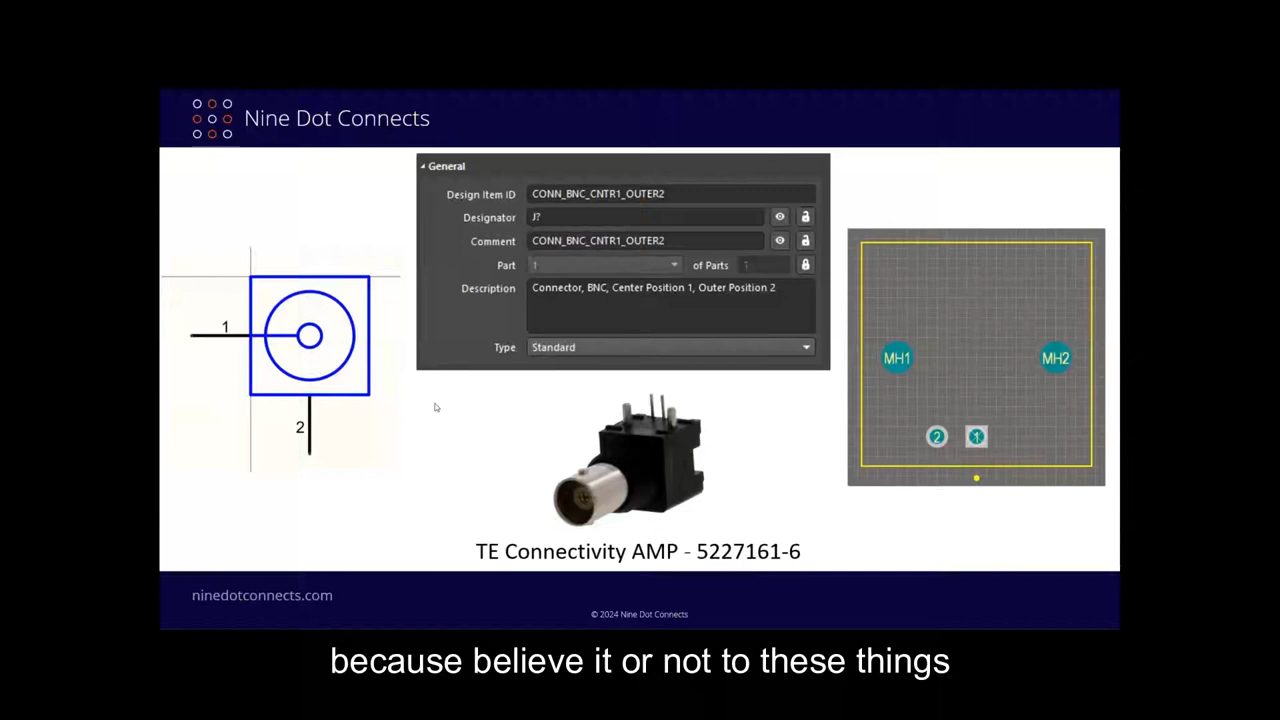 Nine Dot Connects
General
Design Item ID CONN_BNC_CNTR1_OUTER2
Designator J?
Comment CONN_BNC_CNTR1_OUTER2
Part 1 of Parts 1
Description Connector, BNC, Center Position 1, Outer Position 2
Type Standard
1
2
MH1 MH2
2 1
TE Connectivity AMP - 5227161-6
ninedotconnects.com
© 2024 Nine Dot Connects
because believe it or not to these things